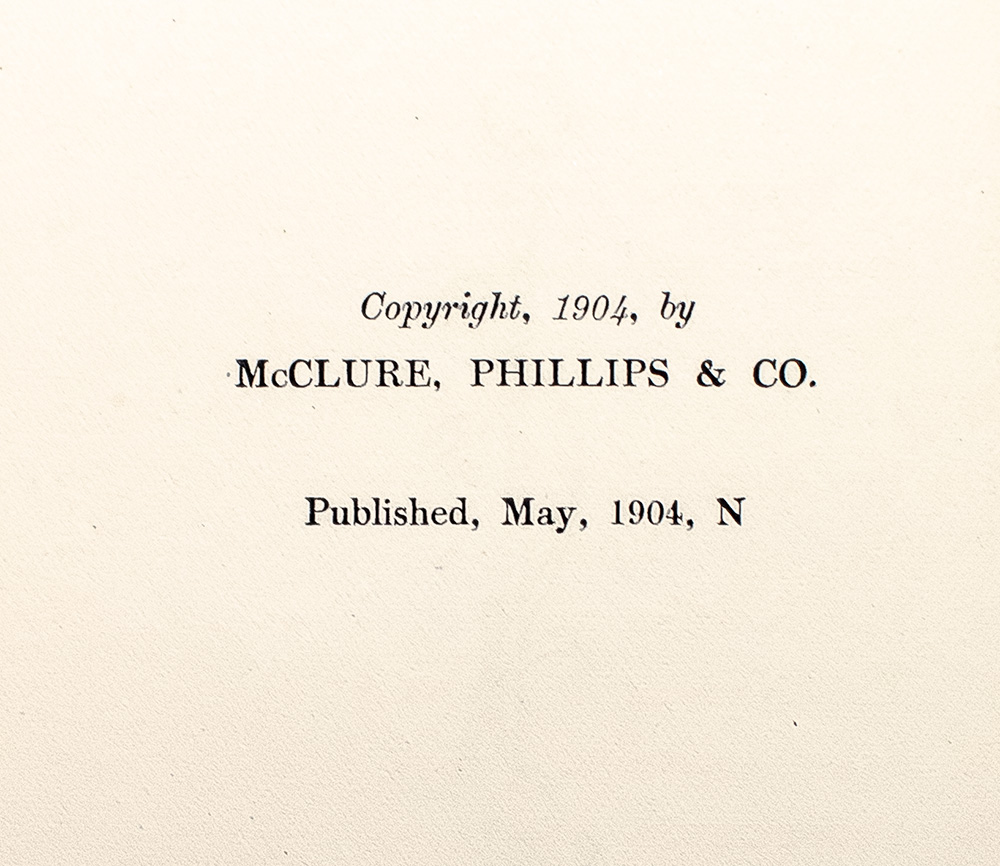 Copyright, 1904, by
McCLURE, PHILLIPS & CO.
Published, May, 1904, N